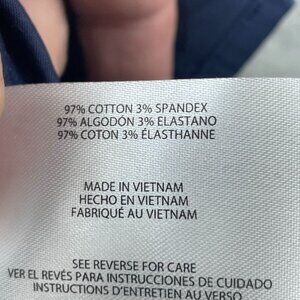 97% COTTON 3% SPANDEX
97% ALGODÓN 3% ELASTANO
97% COTON 3% ÉLASTHANNE
MADE IN VIETNAM
HECHO EN VIETNAM
FABRIQUÉ AU VIETNAM
SEE REVERSE FOR CARE
VER EL REVÉS PARA INSTRUCCIONES DE CUIDADO
INSTRUCTIONS D'ENTRETIEN AU VERSO